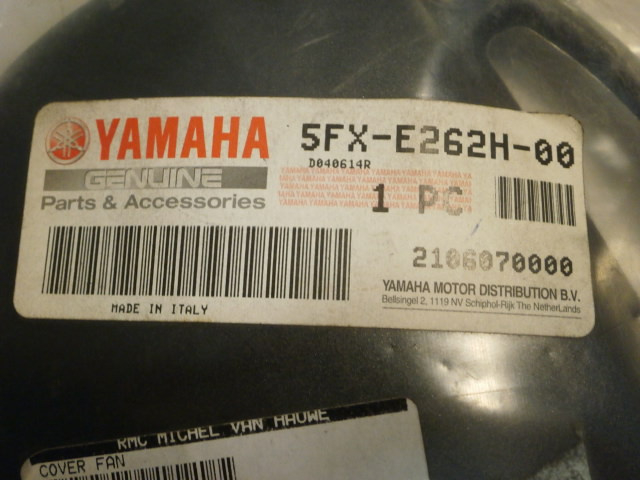 YAMAHA 5FX-E262H-00
D040614R
GENUINE
Parts & Accessories
1 PC
2106070000
YAMAHA MOTOR DISTRIBUTION B.V.
Bellsingel 2, 1119 NV Schiphol-Rijk The NetherLands
MADE IN ITALY
RMC MICHEL VAN HAUWE
COVER FAN